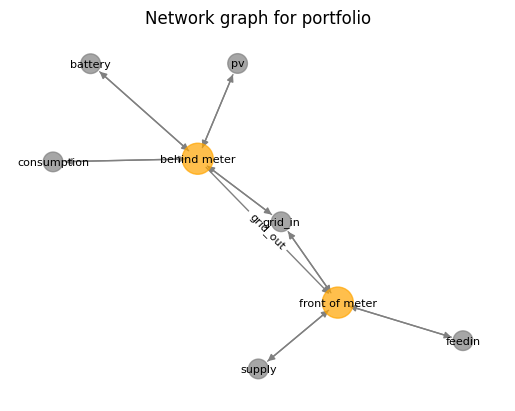 Network graph for portfolio
battery
pv
consumption
behind meter
grid_in
grid_out
front of meter
feedin
supply